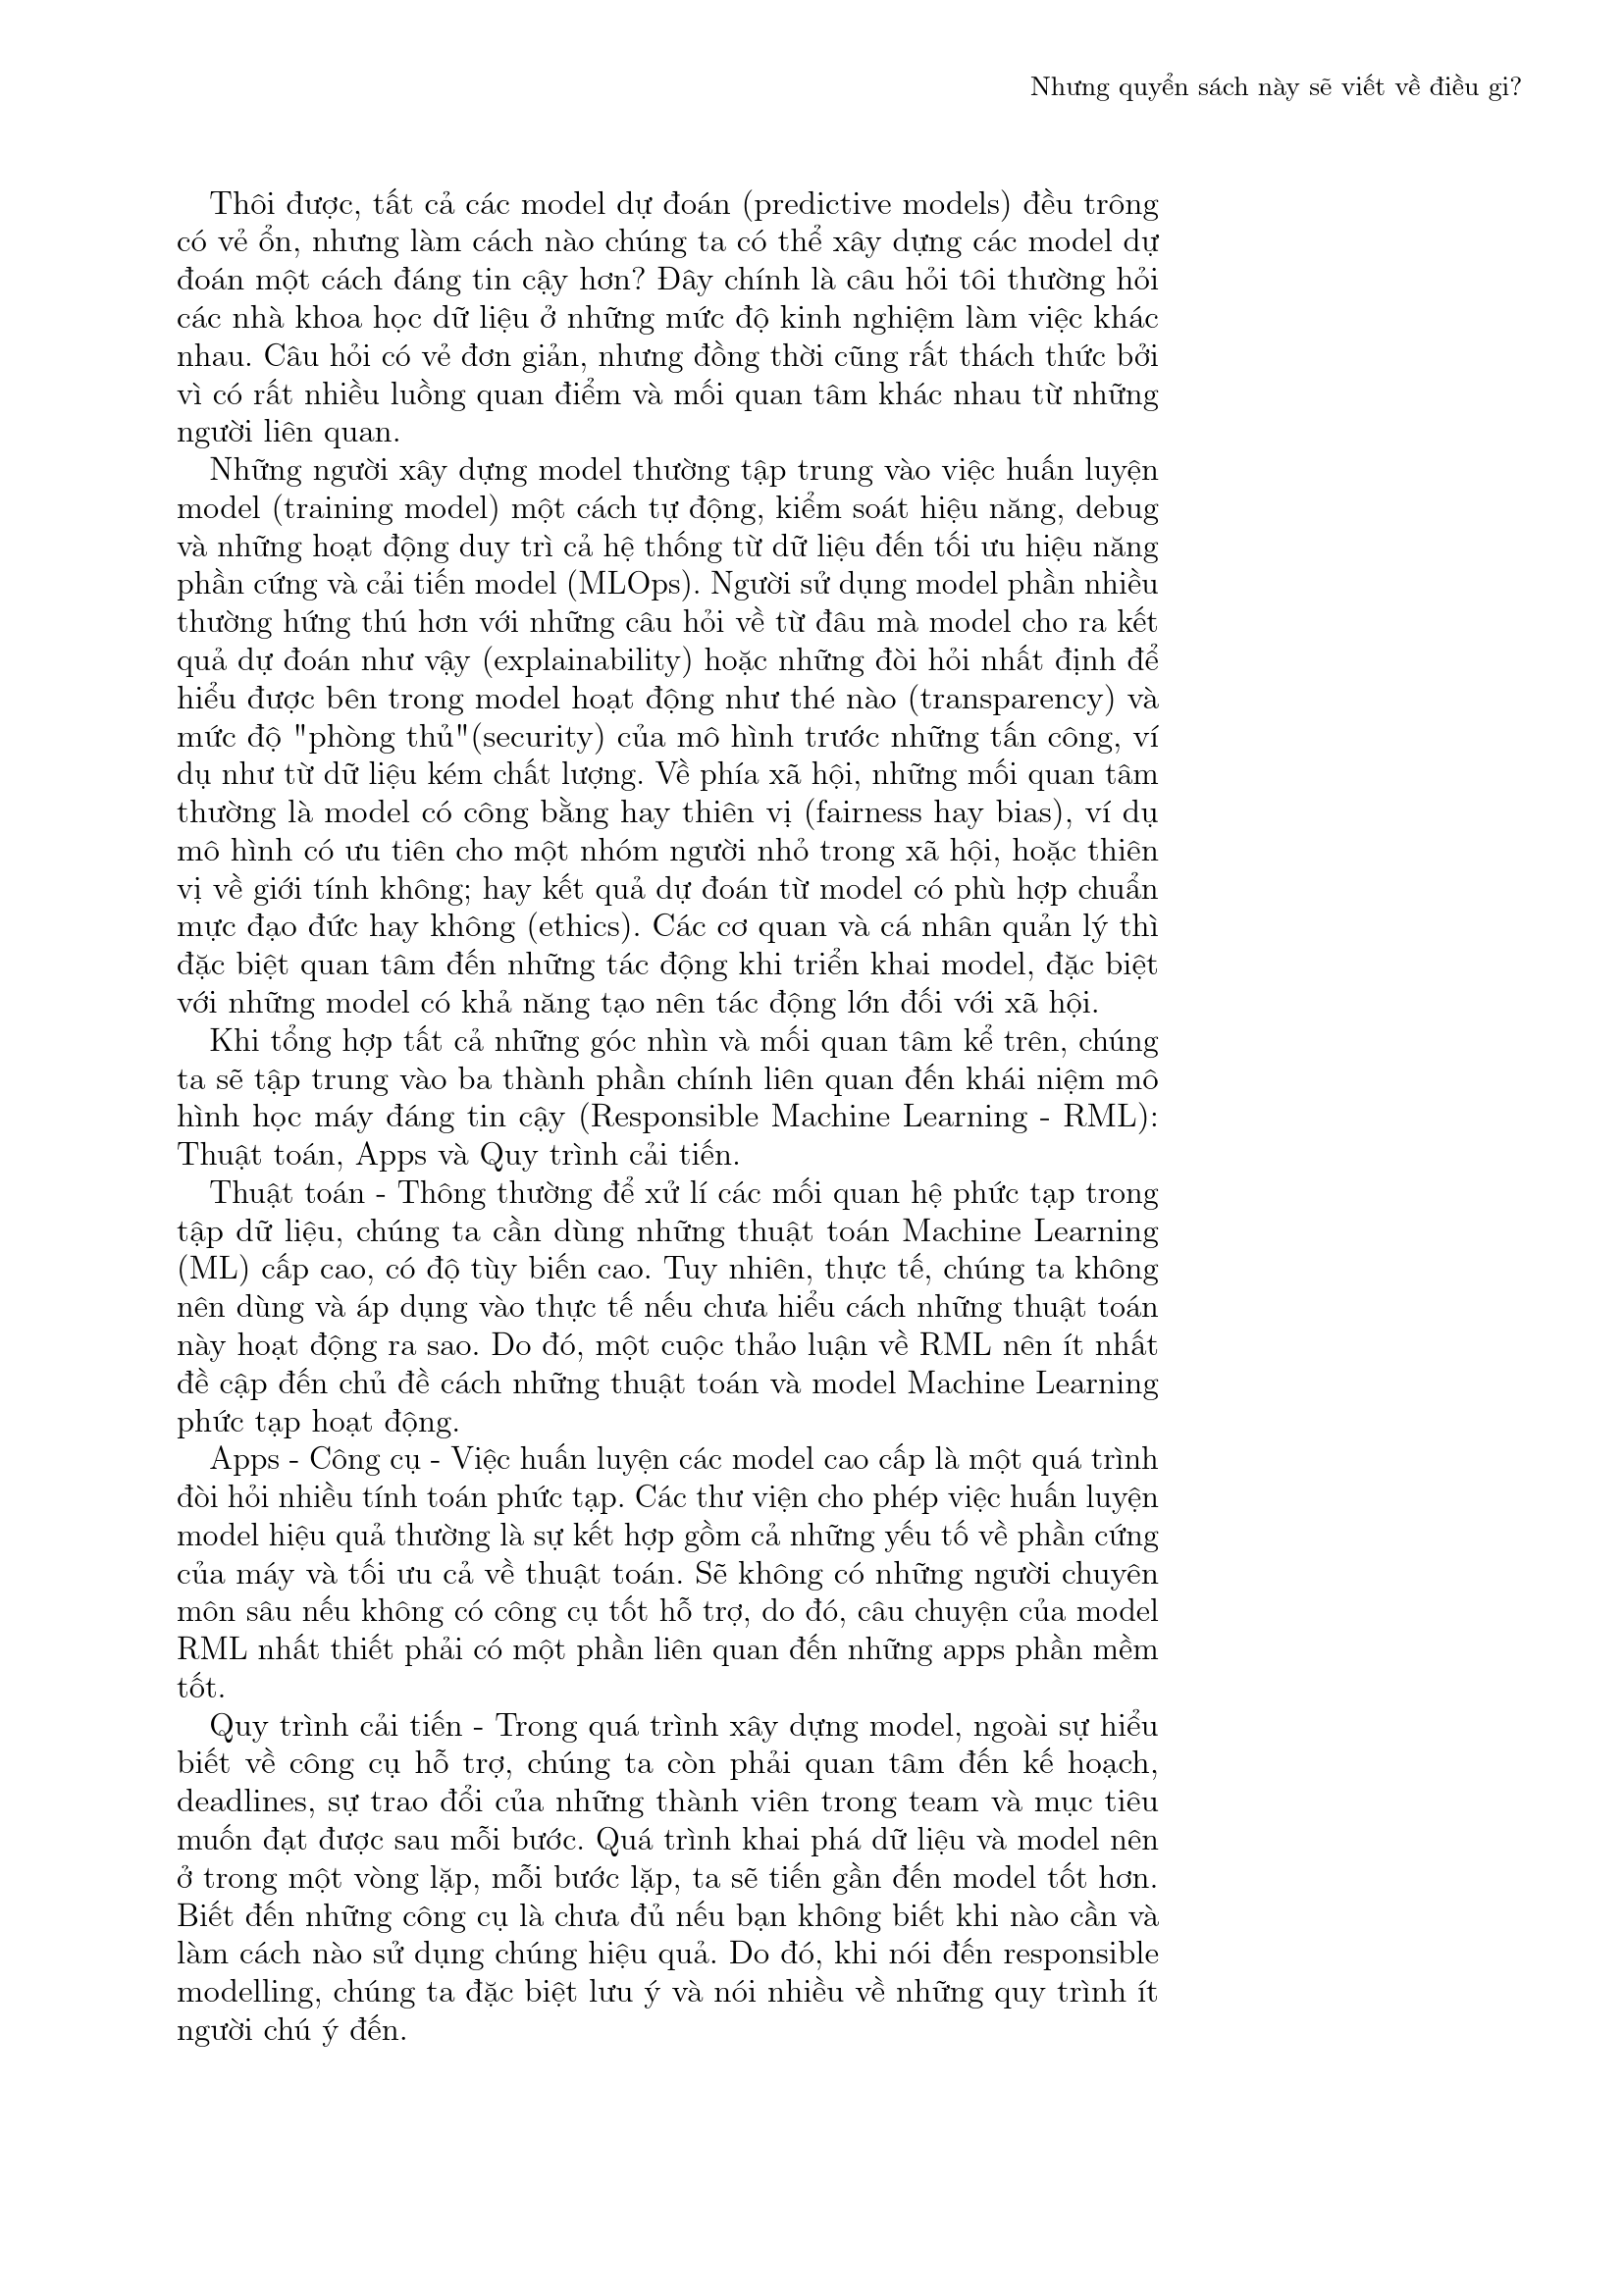 Nhưng quyển sách này sẽ viết về điều gi?
Thôi được, tất cả các model dự đoán (predictive models) đều trông
có vẻ ổn, nhưng làm cách nào chúng ta có thể xây dựng các model dự
đoán một cách đáng tin cậy hơn? Đây chính là câu hỏi tôi thường hỏi
các nhà khoa học dữ liệu ở những mức độ kinh nghiệm làm việc khác
nhau. Câu hỏi có vẻ đơn giản, nhưng đồng thời cũng rất thách thức bởi
vì có rất nhiều luồng quan điểm và mối quan tâm khác nhau từ những
người liên quan.
Những người xây dựng model thường tập trung vào việc huấn luyện
model (training model) một cách tự động, kiểm soát hiệu năng, debug
và những hoạt động duy trì cả hệ thống từ dữ liệu đến tối ưu hiệu năng
phần cứng và cải tiến model (MLOps). Người sử dụng model phần nhiều
thường hứng thú hơn với những câu hỏi về từ đâu mà model cho ra kết
quả dự đoán như vậy (explainability) hoặc những đòi hỏi nhất định để
hiểu được bên trong model hoạt động như thé nào (transparency) và
mức độ "phòng thủ"(security) của mô hình trước những tấn công, ví
dụ như từ dữ liệu kém chất lượng. Về phía xã hội, những mối quan tâm
thường là model có công bằng hay thiên vị (fairness hay bias), ví dụ
mô hình có ưu tiên cho một nhóm người nhỏ trong xã hội, hoặc thiên
vị về giới tính không; hay kết quả dự đoán từ model có phù hợp chuẩn
mực đạo đức hay không (ethics). Các cơ quan và cá nhân quản lý thì
đặc biệt quan tâm đến những tác động khi triển khai model, đặc biệt
với những model có khả năng tạo nên tác động lớn đối với xã hội.
Khi tổng hợp tất cả những góc nhìn và mối quan tâm kể trên, chúng
ta sẽ tập trung vào ba thành phần chính liên quan đến khái niệm mô
hình học máy đáng tin cậy (Responsible Machine Learning - RML):
Thuật toán, Apps và Quy trình cải tiến.
Thuật toán - Thông thường để xử lí các mối quan hệ phức tạp trong
tập dữ liệu, chúng ta cần dùng những thuật toán Machine Learning
(ML) cấp cao, có độ tùy biến cao. Tuy nhiên, thực tế, chúng ta không
nên dùng và áp dụng vào thực tế nếu chưa hiểu cách những thuật toán
này hoạt động ra sao. Do đó, một cuộc thảo luận về RML nên ít nhất
đề cập đến chủ đề cách những thuật toán và model Machine Learning
phức tạp hoạt động.
Apps - Công cụ - Việc huấn luyện các model cao cấp là một quá trình
đòi hỏi nhiều tính toán phức tạp. Các thư viện cho phép việc huấn luyện
model hiệu quả thường là sự kết hợp gồm cả những yếu tố về phần cứng
của máy và tối ưu cả về thuật toán. Sẽ không có những người chuyên
môn sâu nếu không có công cụ tốt hỗ trợ, do đó, câu chuyện của model
RML nhất thiết phải có một phần liên quan đến những apps phần mềm
tốt.
Quy trình cải tiến - Trong quá trình xây dựng model, ngoài sự hiểu
biết về công cụ hỗ trợ, chúng ta còn phải quan tâm đến kế hoạch,
deadlines, sự trao đổi của những thành viên trong team và mục tiêu
muốn đạt được sau mỗi bước. Quá trình khai phá dữ liệu và model nên
ở trong một vòng lặp, mỗi bước lặp, ta sẽ tiến gần đến model tốt hơn.
Biết đến những công cụ là chưa đủ nếu bạn không biết khi nào cần và
làm cách nào sử dụng chúng hiệu quả. Do đó, khi nói đến responsible
modelling, chúng ta đặc biệt lưu ý và nói nhiều về những quy trình ít
người chú ý đến.